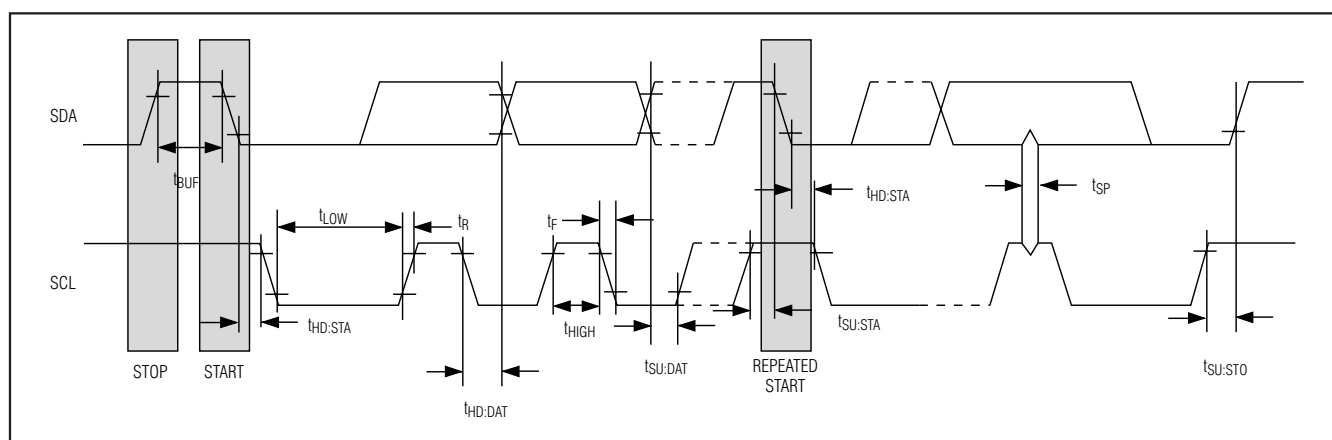 SDA
tBUF
tLOW
tR
tF
tHD:STA
tSP
SCL
tHD:STA
tHIGH
tSU:STA
tSU:DAT
tSU:STO
STOP
START
REPEATED
START
tHD:DAT